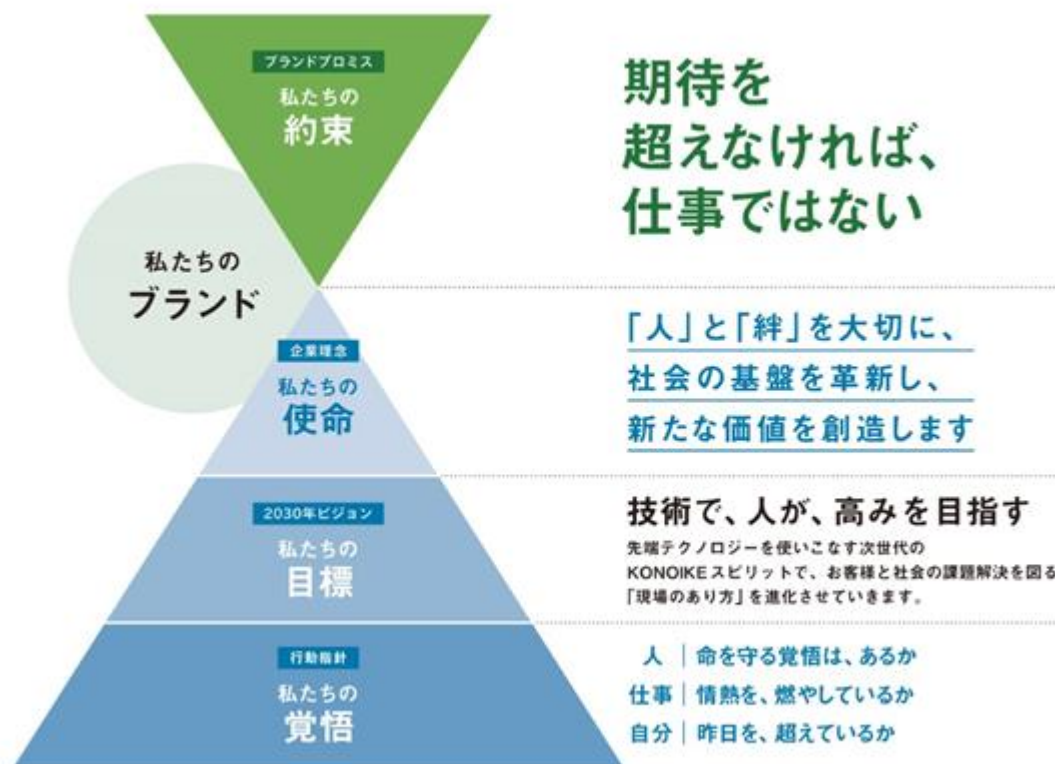 ブランドプロミス
私たちの
約束
期待を
超えなければ、
仕事ではない
私たちの
ブランド
企業理念
私たちの
使命
「人」と「絆」を大切に、
社会の基盤を革新し、
新たな価値を創造します
2030年ビジョン
私たちの
目標
技術で、人が、高みを目指す
先端テクノロジーを使いこなす次世代の
KONOIKEスピリットで、お客様と社会の課題解決を図る
「現場のあり方」を進化させていきます。
行動指針
私たちの
覚悟
人｜命を守る覚悟は、あるか
仕事｜情熱を、燃やしているか
自分｜昨日を、超えているか